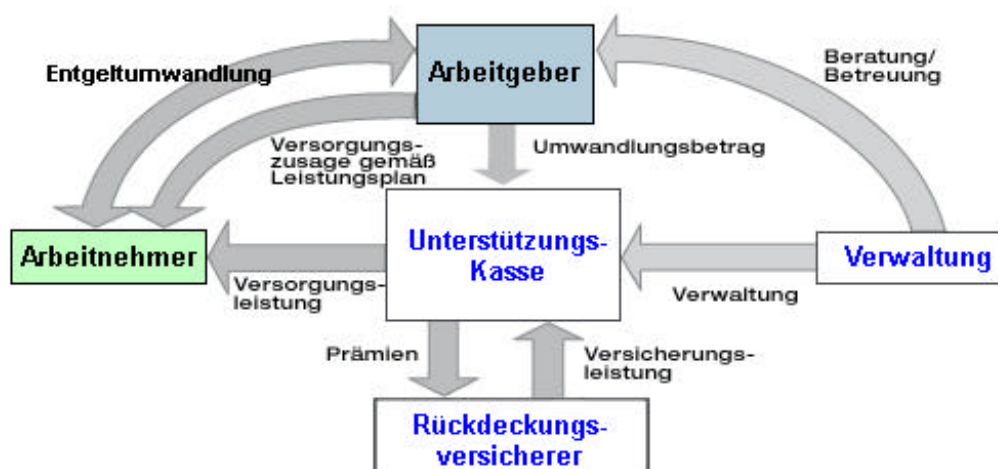 Entgeltumwandlung
Arbeitgeber
Beratung/
Betreuung
Versorgungs-
zusage gemäß
Leistungsplan
Umwandlungsbetrag
Arbeitnehmer
Unterstützungs-
Kasse
Verwaltung
Versorgungs-
leistung
Verwaltung
Prämien
Versicherungs-
leistung
Rückdeckungs-
versicherer